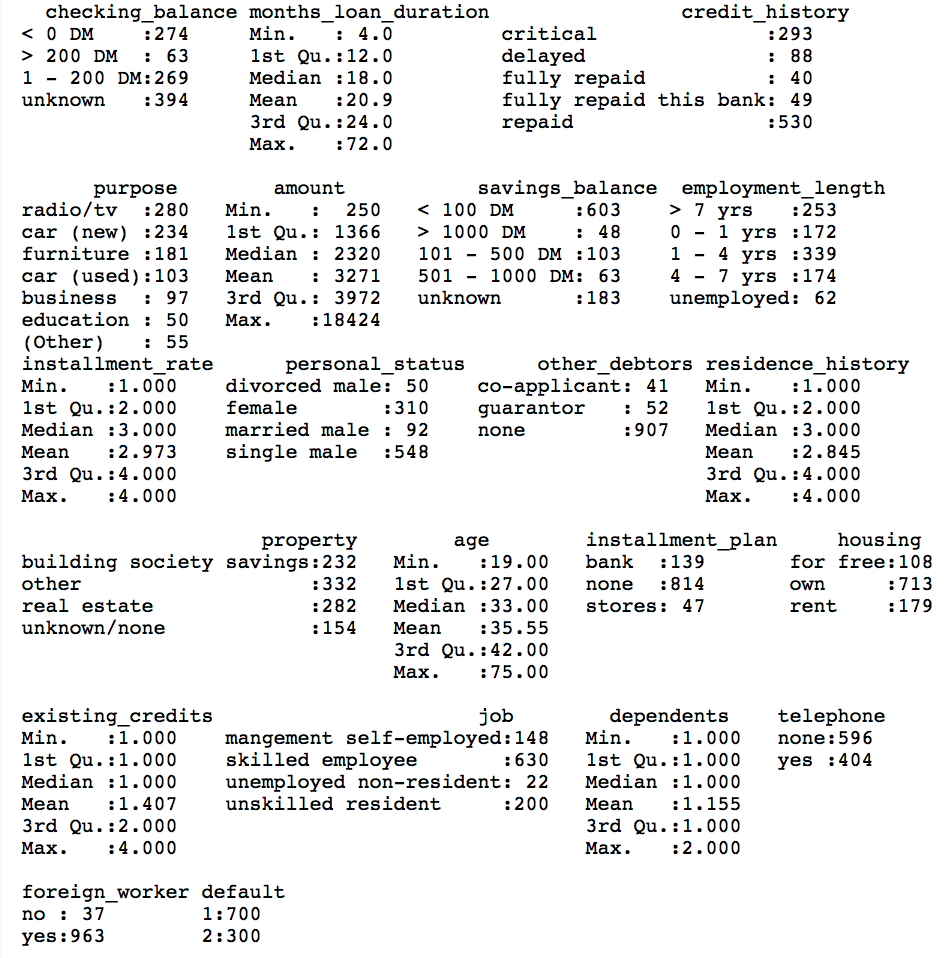 checking_balance months_loan_duration credit_history
< 0 DM :274 Min. : 4.0 critical :293
> 200 DM : 63 1st Qu.:12.0 delayed : 88
1 - 200 DM:269 Median :18.0 fully repaid : 40
unknown :394 Mean :20.9 fully repaid this bank: 49
3rd Qu.:24.0 repaid :530
Max. :72.0
purpose amount savings_balance employment_length
radio/tv :280 Min. : 250 < 100 DM :603 > 7 yrs :253
car (new) :234 1st Qu.: 1366 > 1000 DM : 48 0 - 1 yrs :172
furniture :181 Median : 2320 101 - 500 DM :103 1 - 4 yrs :339
car (used):103 Mean : 3271 501 - 1000 DM: 63 4 - 7 yrs :174
business : 97 3rd Qu.: 3972 unknown :183 unemployed: 62
education : 50 Max. :18424
(Other) : 55
installment_rate personal_status other_debtors residence_history
Min. :1.000 divorced male: 50 co-applicant: 41 Min. :1.000
1st Qu.:2.000 female :310 guarantor : 52 1st Qu.:2.000
Median :3.000 married male : 92 none :907 Median :3.000
Mean :2.973 single male :548 Mean :2.845
3rd Qu.:4.000 3rd Qu.:4.000
Max. :4.000 Max. :4.000
property age installment_plan housing
building society savings:232 Min. :19.00 bank :139 for free:108
other :332 1st Qu.:27.00 none :814 own :713
real estate :282 Median :33.00 stores: 47 rent :179
unknown/none :154 Mean :35.55
3rd Qu.:42.00
Max. :75.00
existing_credits job dependents telephone
Min. :1.000 mangement self-employed:148 Min. :1.000 none:596
1st Qu.:1.000 skilled employee :630 1st Qu.:1.000 yes :404
Median :1.000 unemployed non-resident: 22 Median :1.000
Mean :1.407 unskilled resident :200 Mean :1.155
3rd Qu.:2.000 3rd Qu.:1.000
Max. :4.000 Max. :2.000
foreign_worker default
no : 37 1:700
yes:963 2:300